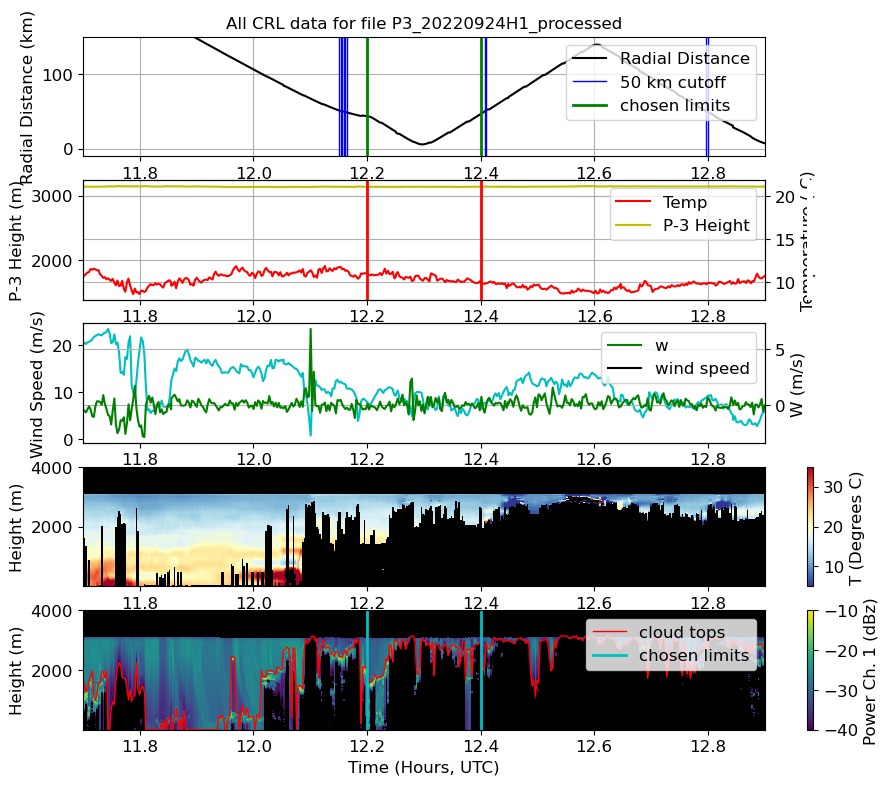 All CRL data for file P3_20220924H1_processed
Radial Distance (km)
100
0
Radial Distance
50 km cutoff
chosen limits
11.8 12.0 12.2 12.4 12.6 12.8
P-3 Height (m)
3000
2000
Temp
P-3 Height
20
15
10
Temperature ( C)
11.8 12.0 12.2 12.4 12.6 12.8
Wind Speed (m/s)
20
10
0
w
wind speed
5
0
W (m/s)
11.8 12.0 12.2 12.4 12.6 12.8
Height (m)
4000
2000
30
20
10
T (Degrees C)
11.8 12.0 12.2 12.4 12.6 12.8
Height (m)
4000
2000
cloud tops
chosen limits
−10
−20
−30
−40
Power Ch. 1 (dBz)
11.8 12.0 12.2 12.4 12.6 12.8
Time (Hours, UTC)